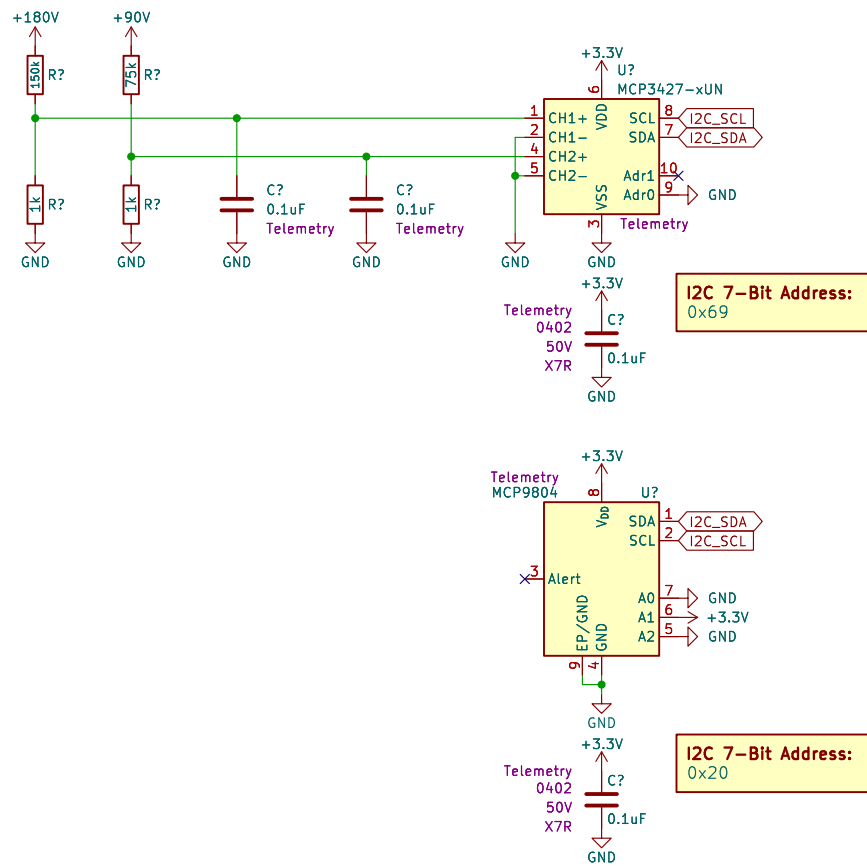 +180V
+90V
150k
R?
75k
R?
1k
R?
1k
R?
GND
GND
C?
0.1uF
Telemetry
GND
C?
0.1uF
Telemetry
GND
GND
+3.3V
U?
MCP3427-xUN
6
VDD
1
CH1+
2
CH1-
4
CH2+
5
CH2-
SCL
8
I2C_SCL
SDA
7
I2C_SDA
Adr1
10
Adr0
9
GND
VSS
3
Telemetry
GND
I2C 7-Bit Address:
0x69
+3.3V
Telemetry
0402
50V
X7R
C?
0.1uF
GND
+3.3V
Telemetry
MCP9804
U?
8
VDD
SDA
1
I2C_SDA
SCL
2
I2C_SCL
3
Alert
A0
7
GND
A1
6
+3.3V
A2
5
GND
EP/GND
GND
9
4
GND
I2C 7-Bit Address:
0x20
+3.3V
Telemetry
0402
50V
X7R
C?
0.1uF
GND